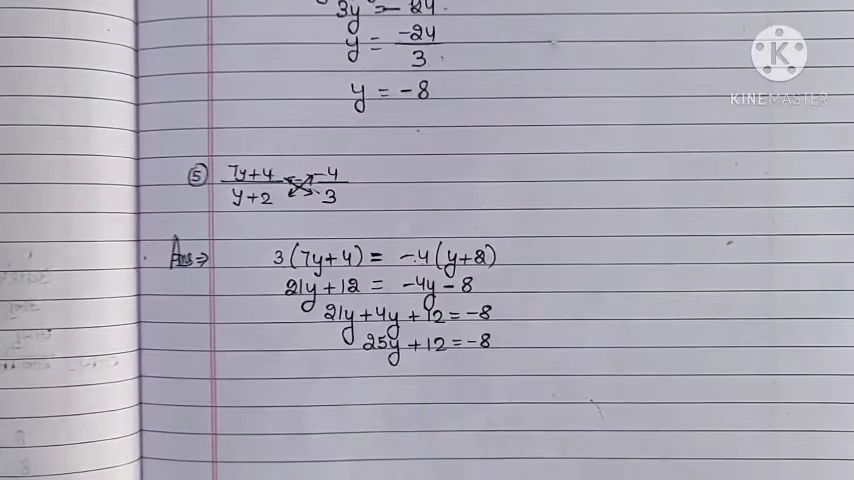 3y = -24
y = -24/3
y = -8
KINEMASTER
⑤ 7y+4/y+2 = -4/3
Ans⇒ 3(7y+4) = -4(y+2)
21y+12 = -4y-8
21y+4y+12=-8
25y+12=-8